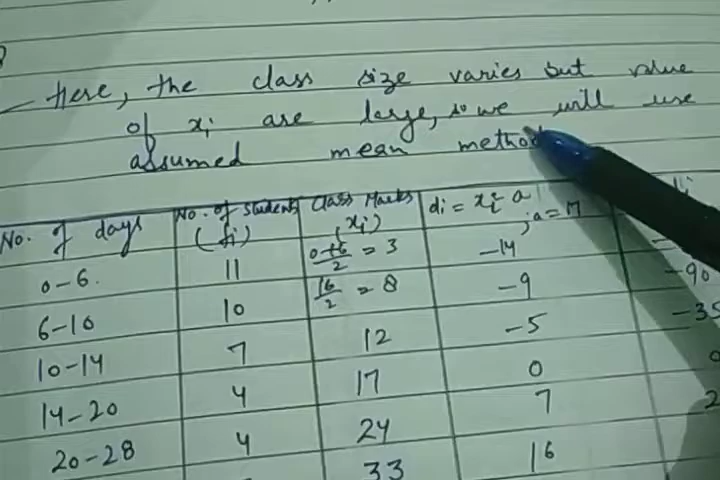 Here, the class size varies but value
of xi are large, so we will use
assumed mean method
No. of days No. of students (fi) Class Marks (xi) di = xi - a ; a = 17
0-6. 11 0+6/2 = 3 -14
6-10 10 16/2 = 8 -9 -90
10-14 7 12 -5 -35
14-20 4 17 0 0
20-28 4 24 7 2
33 16